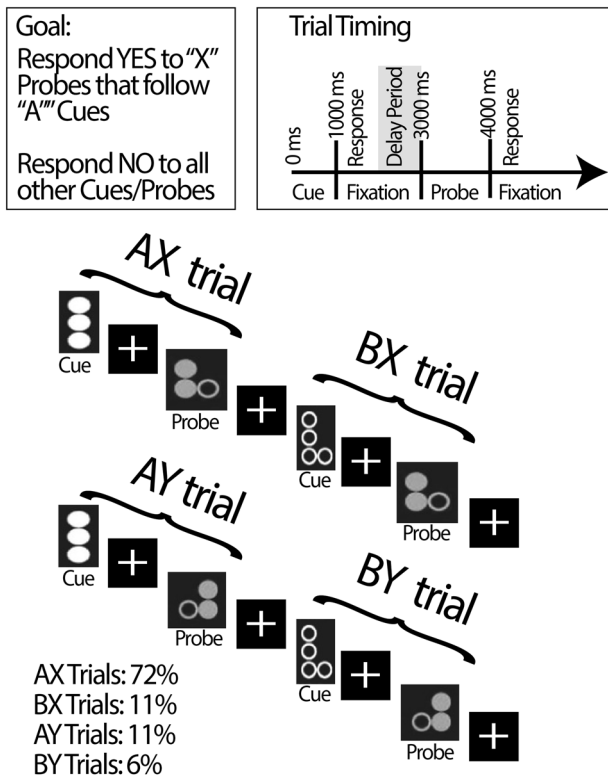 Goal:
Respond YES to "X"
Probes that follow
"A"" Cues
Respond NO to all
other Cues/Probes
Trial Timing
0 ms
1000 ms
Response
Delay Period
3000 ms
4000 ms
Response
Cue
Fixation
Probe
Fixation
AX trial
Cue
Probe
BX trial
Cue
Probe
AY trial
Cue
Probe
BY trial
Cue
Probe
AX Trials: 72%
BX Trials: 11%
AY Trials: 11%
BY Trials: 6%